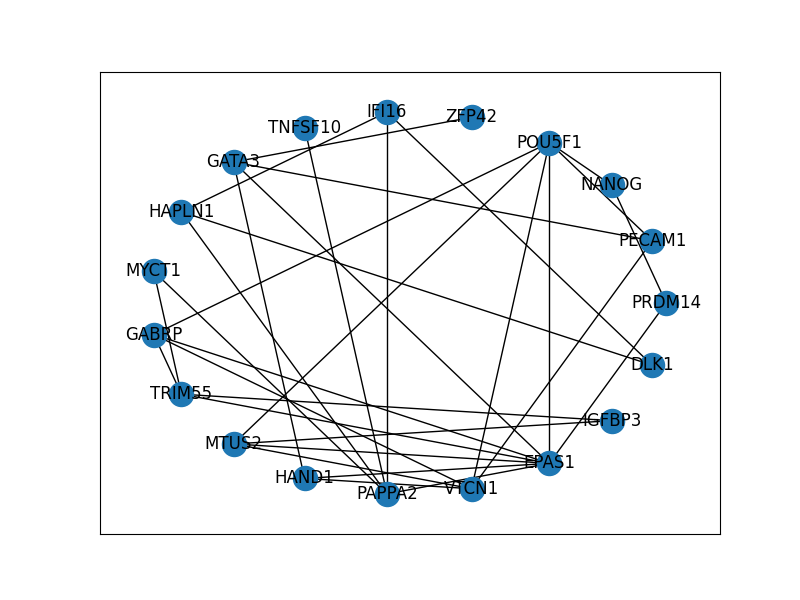 IFI16
ZFP42
TNFSF10
POU5F1
GATA3
NANOG
HAPLN1
PECAM1
MYCT1
PRDM14
GABRP
DLK1
TRIM55
IGFBP3
MTUS2
EPAS1
HAND1
VTCN1
PAPPA2